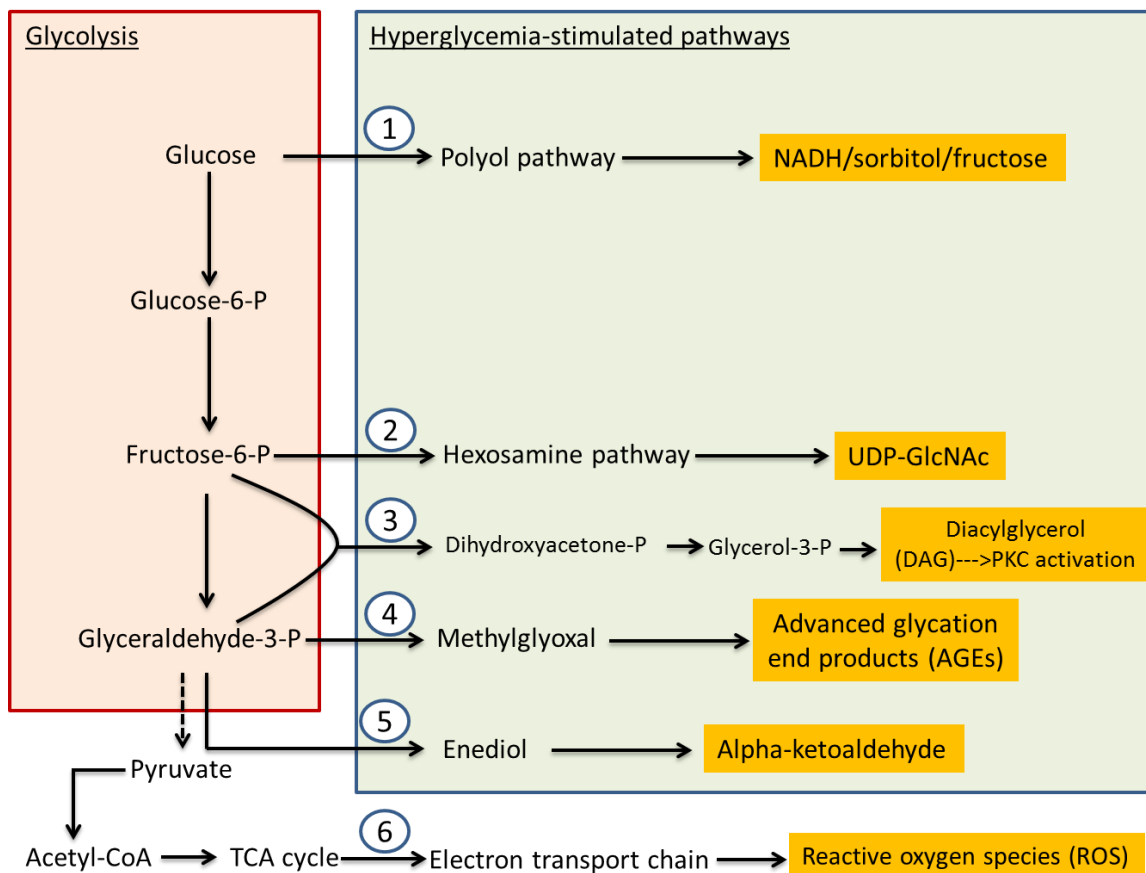 Glycolysis
Hyperglycemia-stimulated pathways
1
Glucose
Polyol pathway
NADH/sorbitol/fructose
Glucose-6-P
2
Fructose-6-P
Hexosamine pathway
UDP-GlcNAc
3
Dihydroxyacetone-P
Glycerol-3-P
Diacylglycerol
(DAG)--->PKC activation
4
Glyceraldehyde-3-P
Methylglyoxal
Advanced glycation
end products (AGEs)
5
Enediol
Alpha-ketoaldehyde
Pyruvate
6
Acetyl-CoA
TCA cycle
Electron transport chain
Reactive oxygen species (ROS)